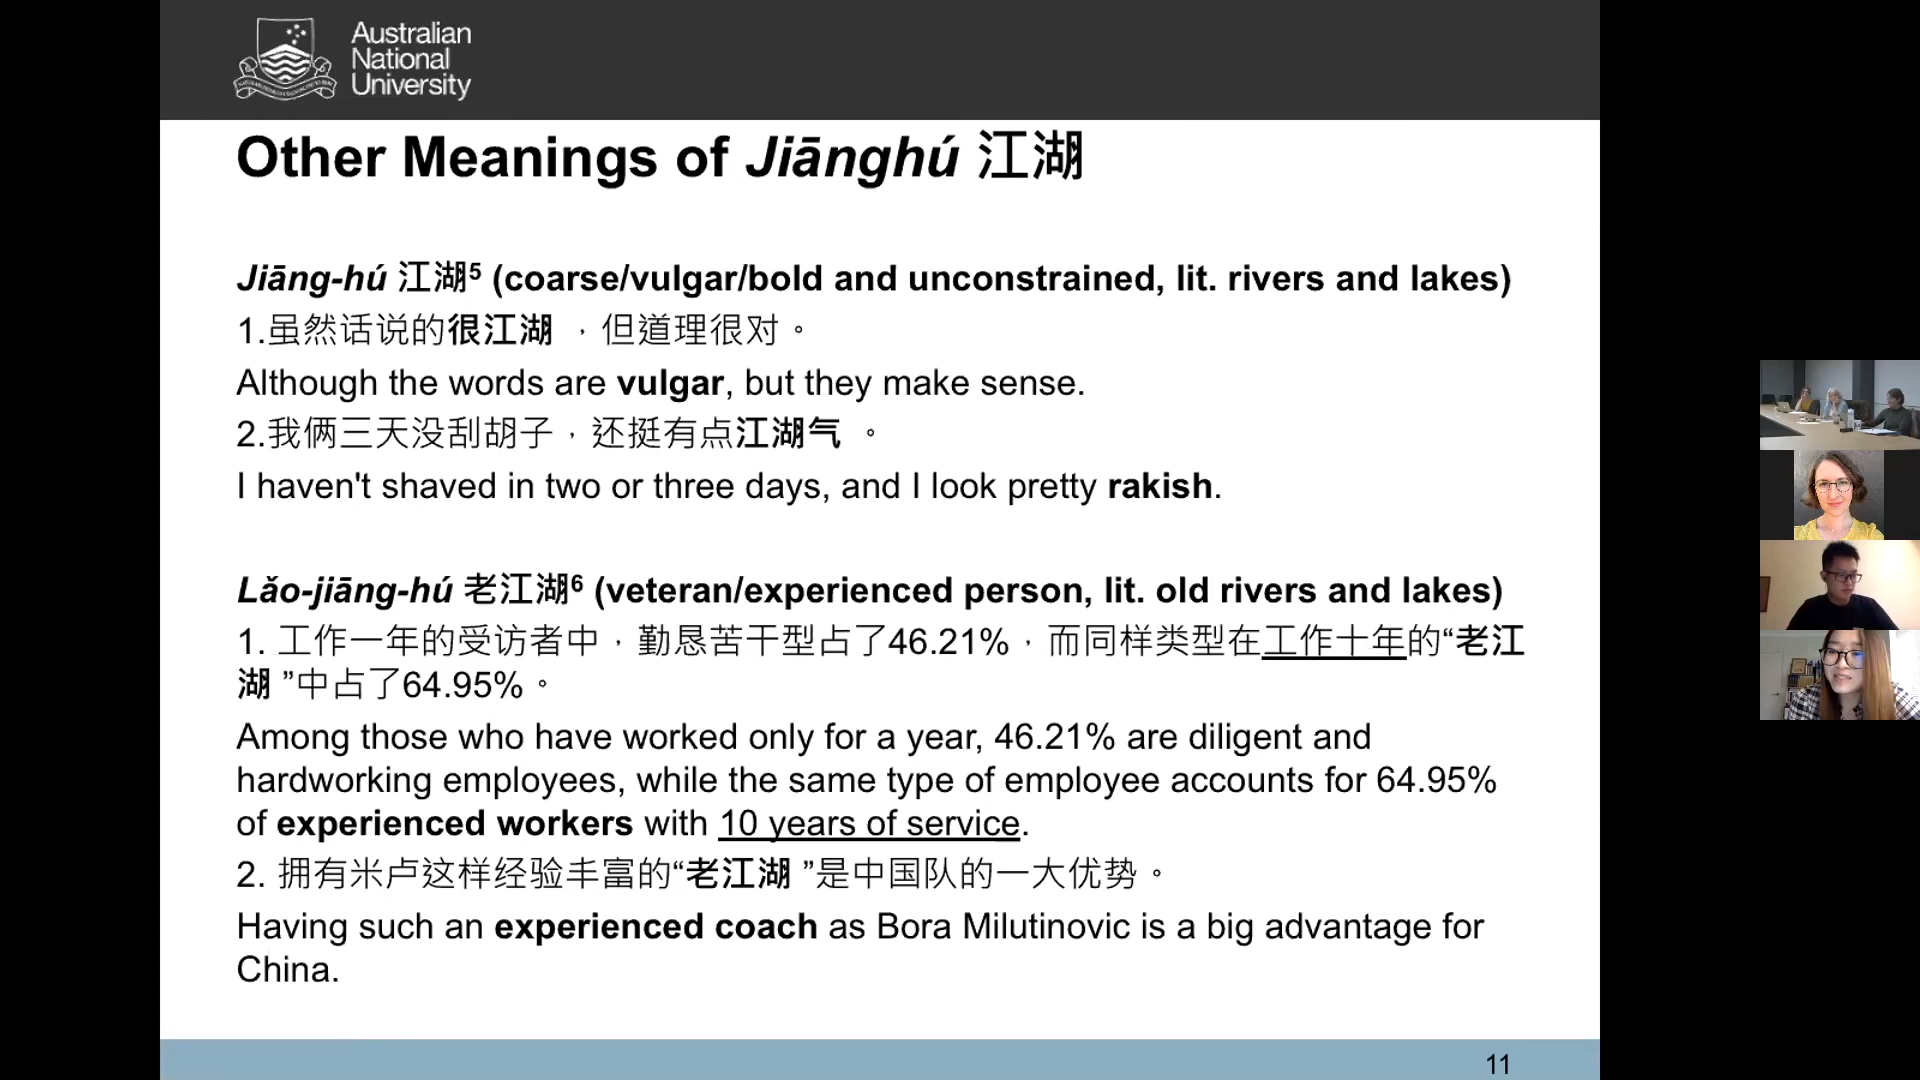 Australian
National
University
Other Meanings of Jiānghú 江湖
Jiāng-hú 江湖⁵ (coarse/vulgar/bold and unconstrained, lit. rivers and lakes)
1.虽然话说的很江湖 ，但道理很对。
Although the words are vulgar, but they make sense.
2.我俩三天没刮胡子，还挺有点江湖气 。
I haven't shaved in two or three days, and I look pretty rakish.
Lǎo-jiāng-hú 老江湖⁶ (veteran/experienced person, lit. old rivers and lakes)
1. 工作一年的受访者中，勤恳苦干型占了46.21%，而同样类型在工作十年的“老江
湖 ”中占了64.95%。
Among those who have worked only for a year, 46.21% are diligent and
hardworking employees, while the same type of employee accounts for 64.95%
of experienced workers with 10 years of service.
2. 拥有米卢这样经验丰富的“老江湖 ”是中国队的一大优势。
Having such an experienced coach as Bora Milutinovic is a big advantage for
China.
11